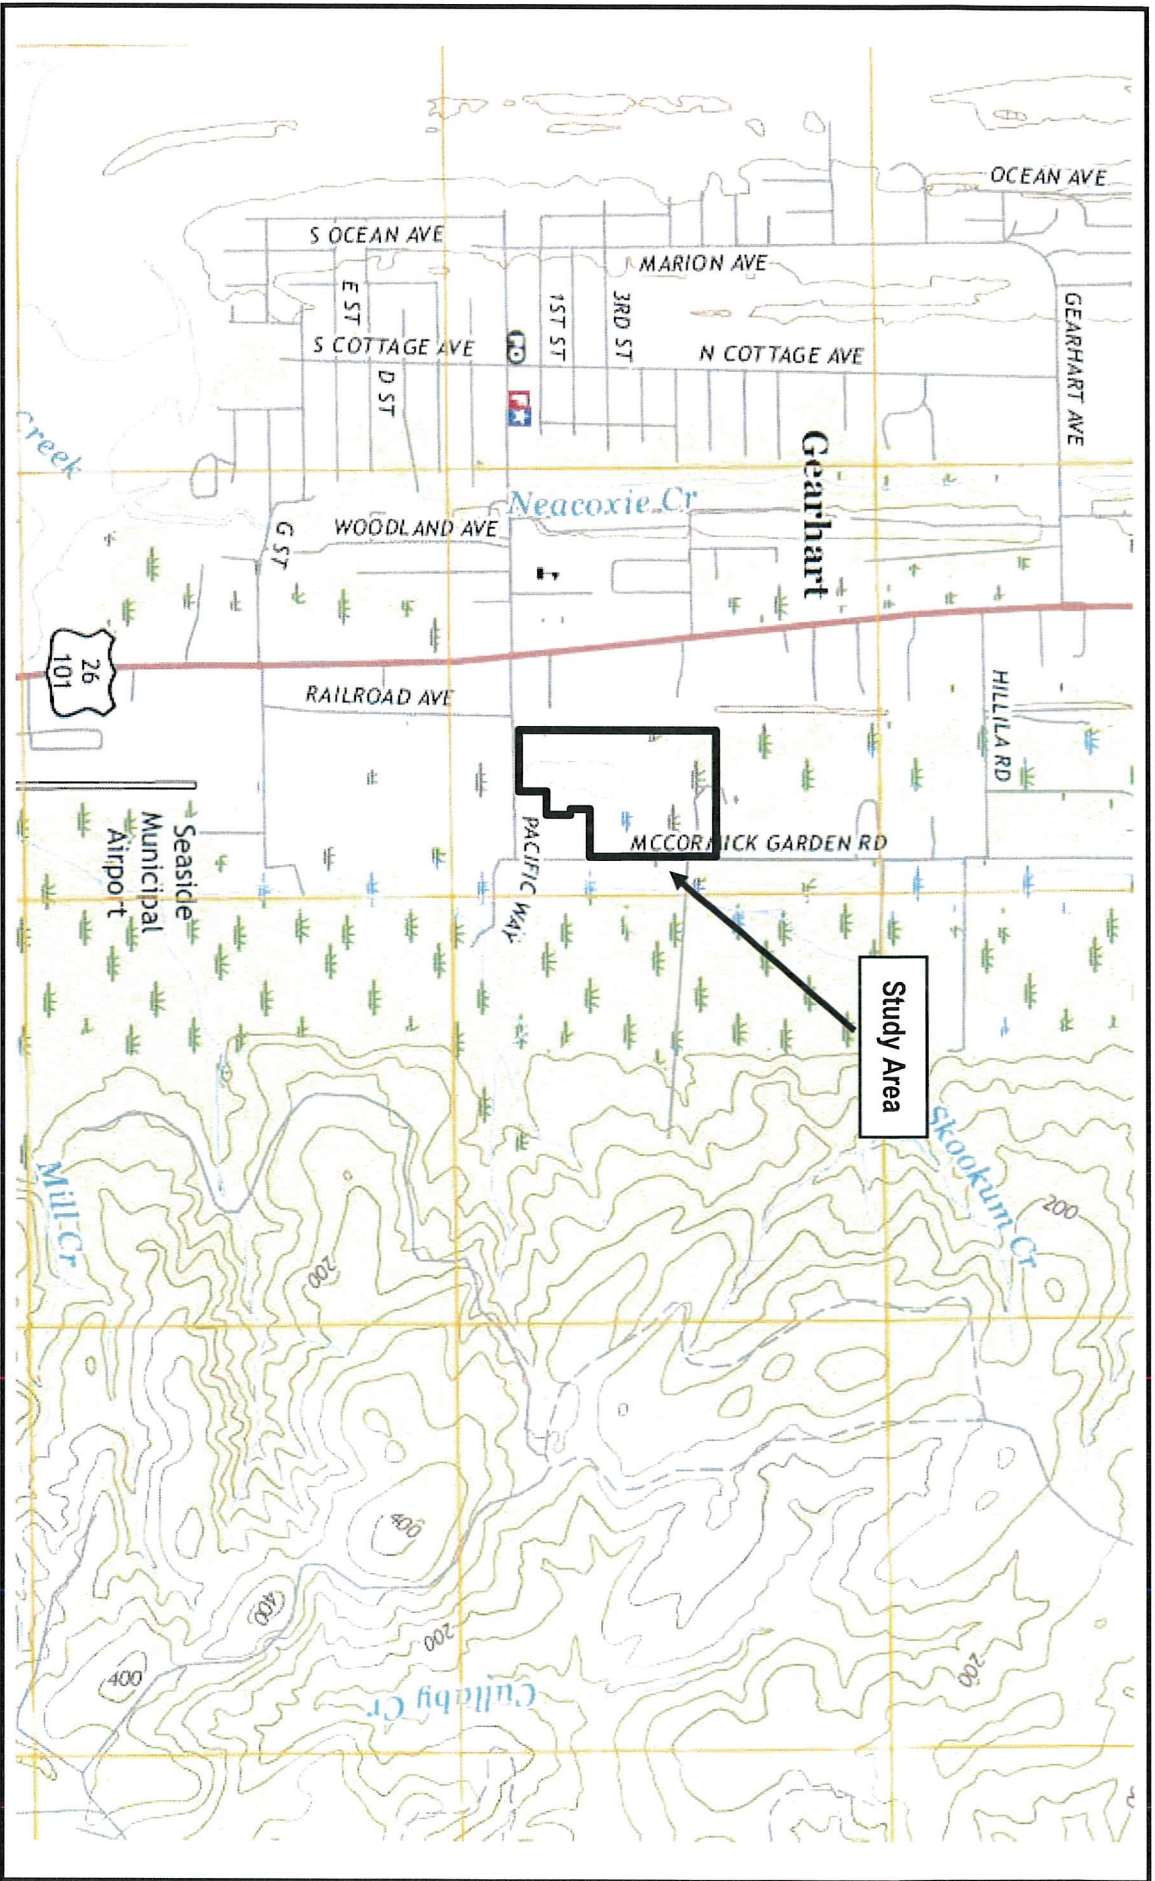 OCEAN AVE
S OCEAN AVE
MARION AVE
GEARHART AVE
E ST
1ST ST
3RD ST
S COTTAGE AVE
N COTTAGE AVE
D ST
Gearhart
Creek
Neacoxie Cr
WOODLAND AVE
G ST
26
101
RAILROAD AVE
HILLILA RD
PACIFIC WAY
MCCORMICK GARDEN RD
Seaside
Municipal
Airport
Study Area
Skookum Cr
200
Mill Cr
200
400
400
200
200
400
Cullaby Cr